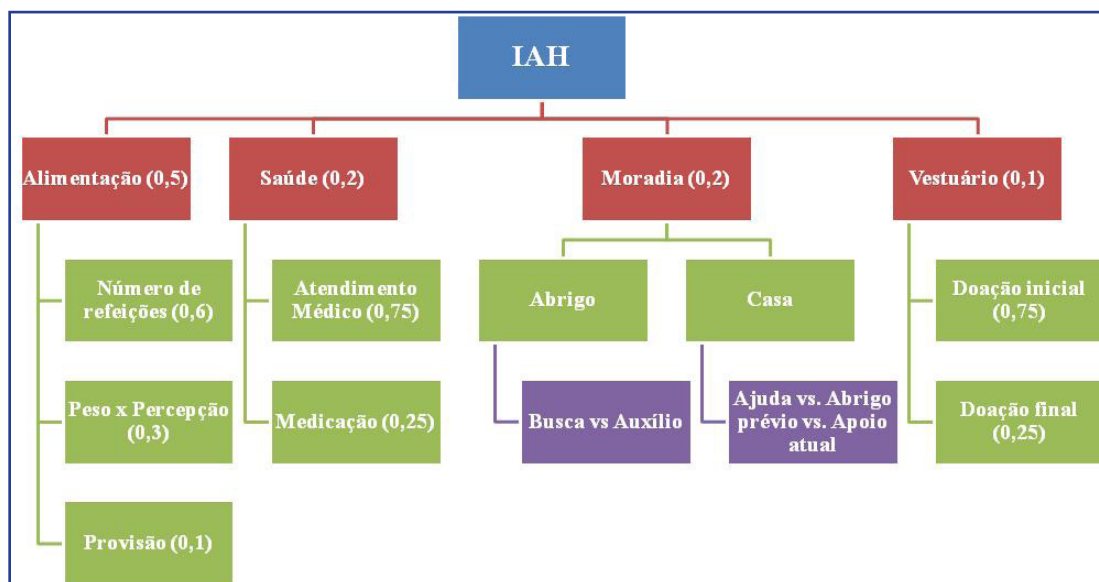 IAH
Alimentação (0,5)
Saúde (0,2)
Moradia (0,2)
Vestuário (0,1)
Número de
refeições (0,6)
Peso x Percepção
(0,3)
Provisão (0,1)
Atendimento
Médico (0,75)
Medicação (0,25)
Abrigo
Busca vs Auxílio
Casa
Ajuda vs. Abrigo
prévio vs. Apoio
atual
Doação inicial
(0,75)
Doação final
(0,25)